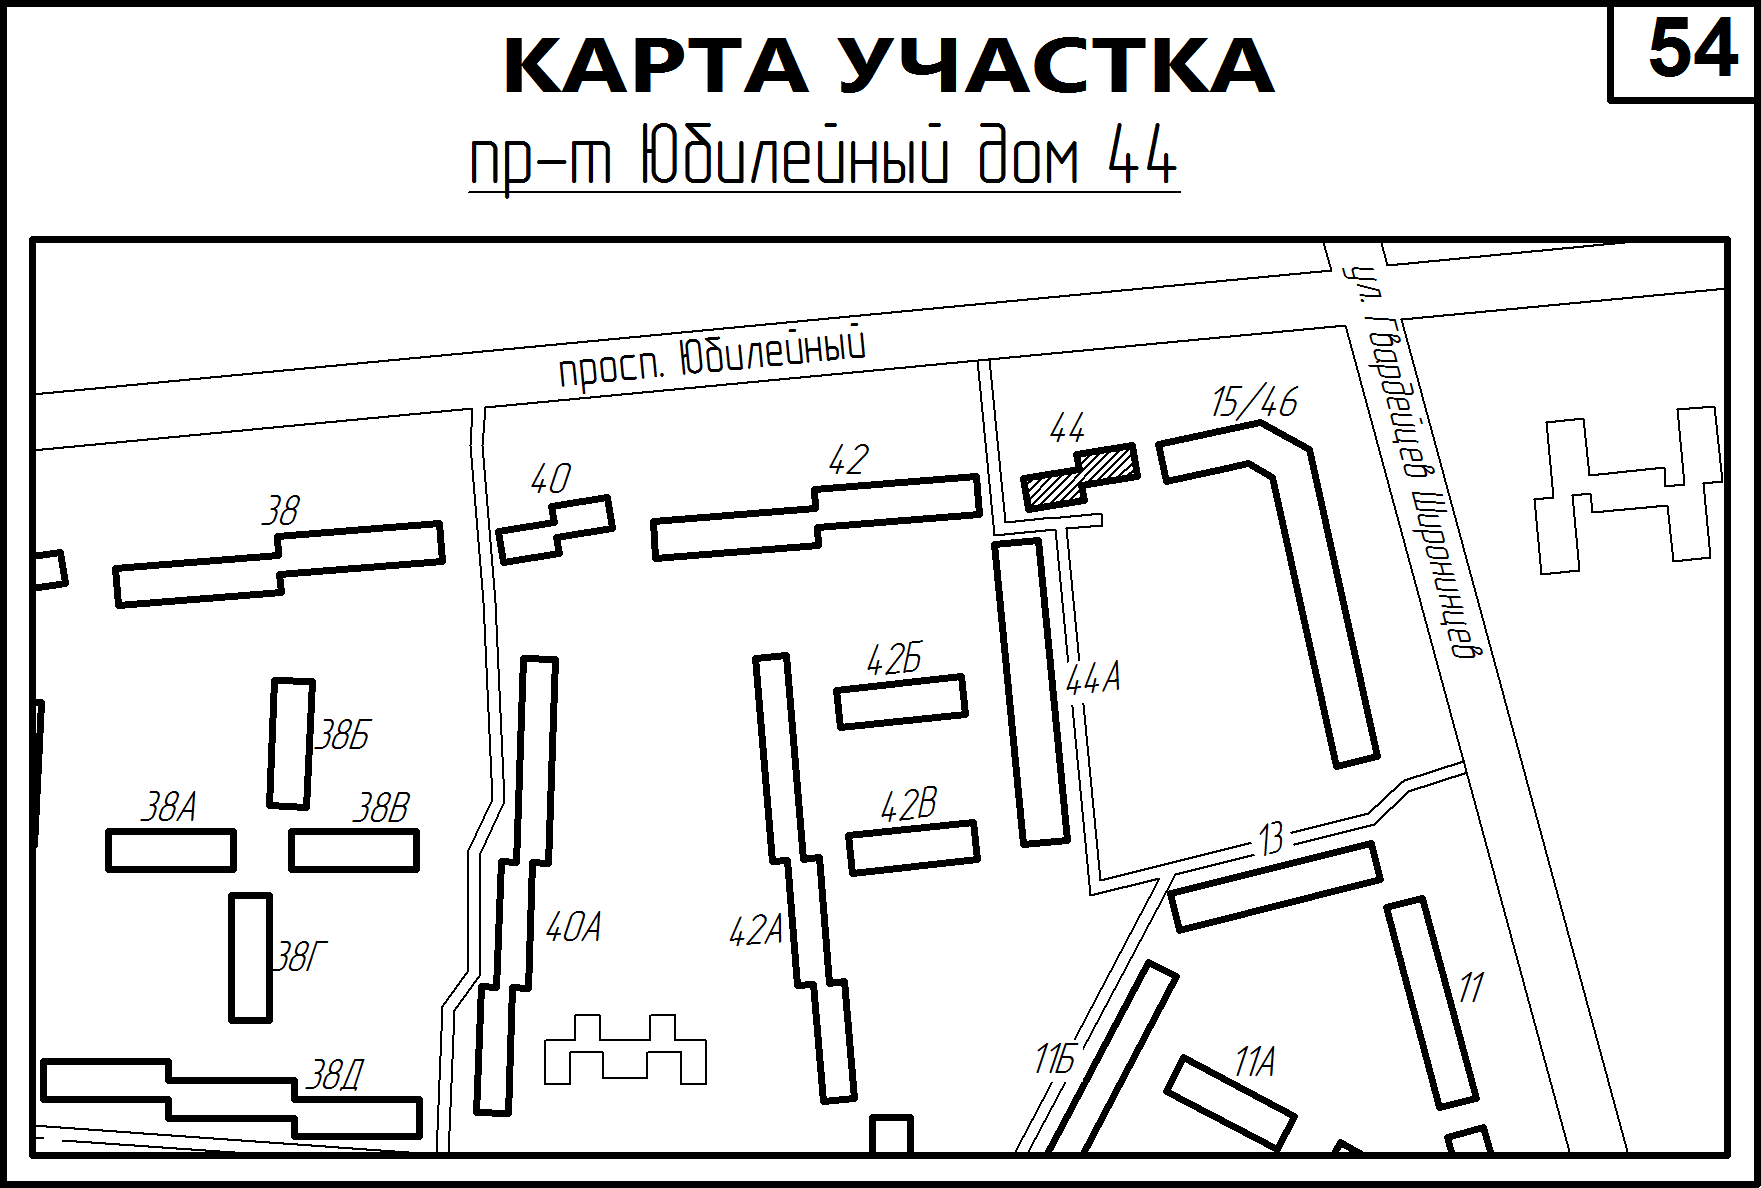 54
КАРТА УЧАСТКА
пр-т Юбилейный дом 44
ул. Гвардейцев Широнинцев
просп. Юбилейный
15/46
44
42
40
38
42Б
44А
38Б
38А
38В
42В
13
40А
42А
38Г
11
11Б
11А
38Д